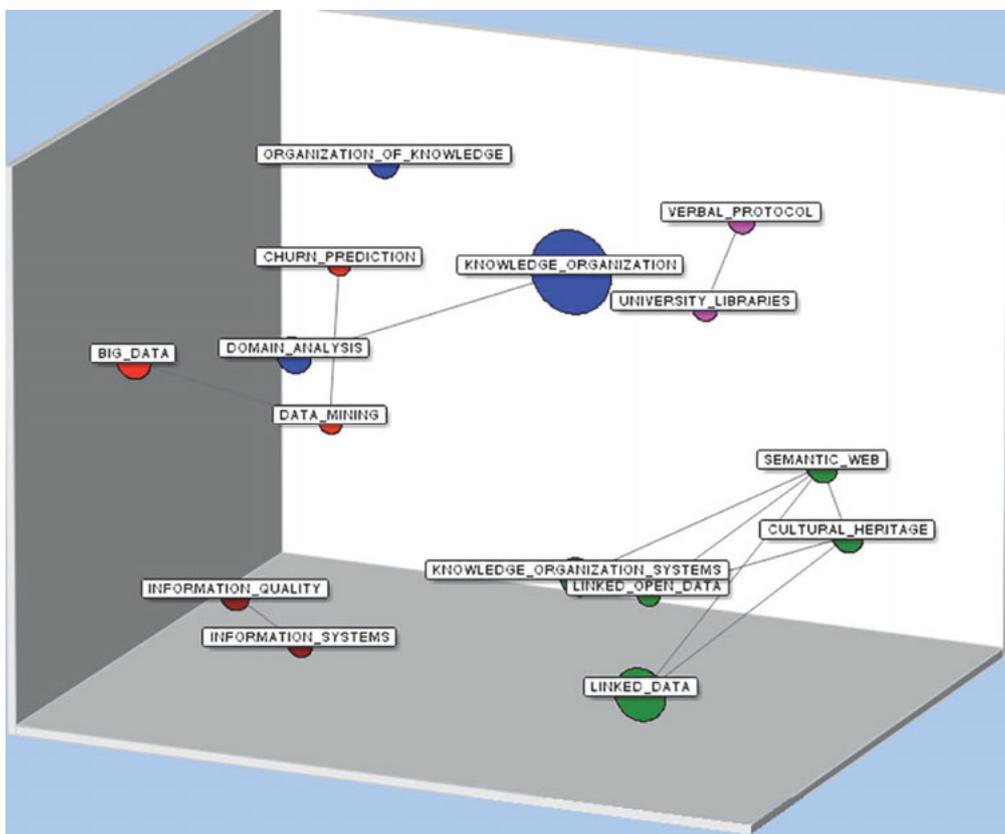 ORGANIZATION_OF_KNOWLEDGE
VERBAL_PROTOCOL
CHURN_PREDICTION
KNOWLEDGE_ORGANIZATION
UNIVERSITY_LIBRARIES
DOMAIN_ANALYSIS
BIG_DATA
DATA_MINING
SEMANTIC_WEB
CULTURAL_HERITAGE
KNOWLEDGE_ORGANIZATION_SYSTEMS
LINKED_OPEN_DATA
INFORMATION_QUALITY
INFORMATION_SYSTEMS
LINKED_DATA